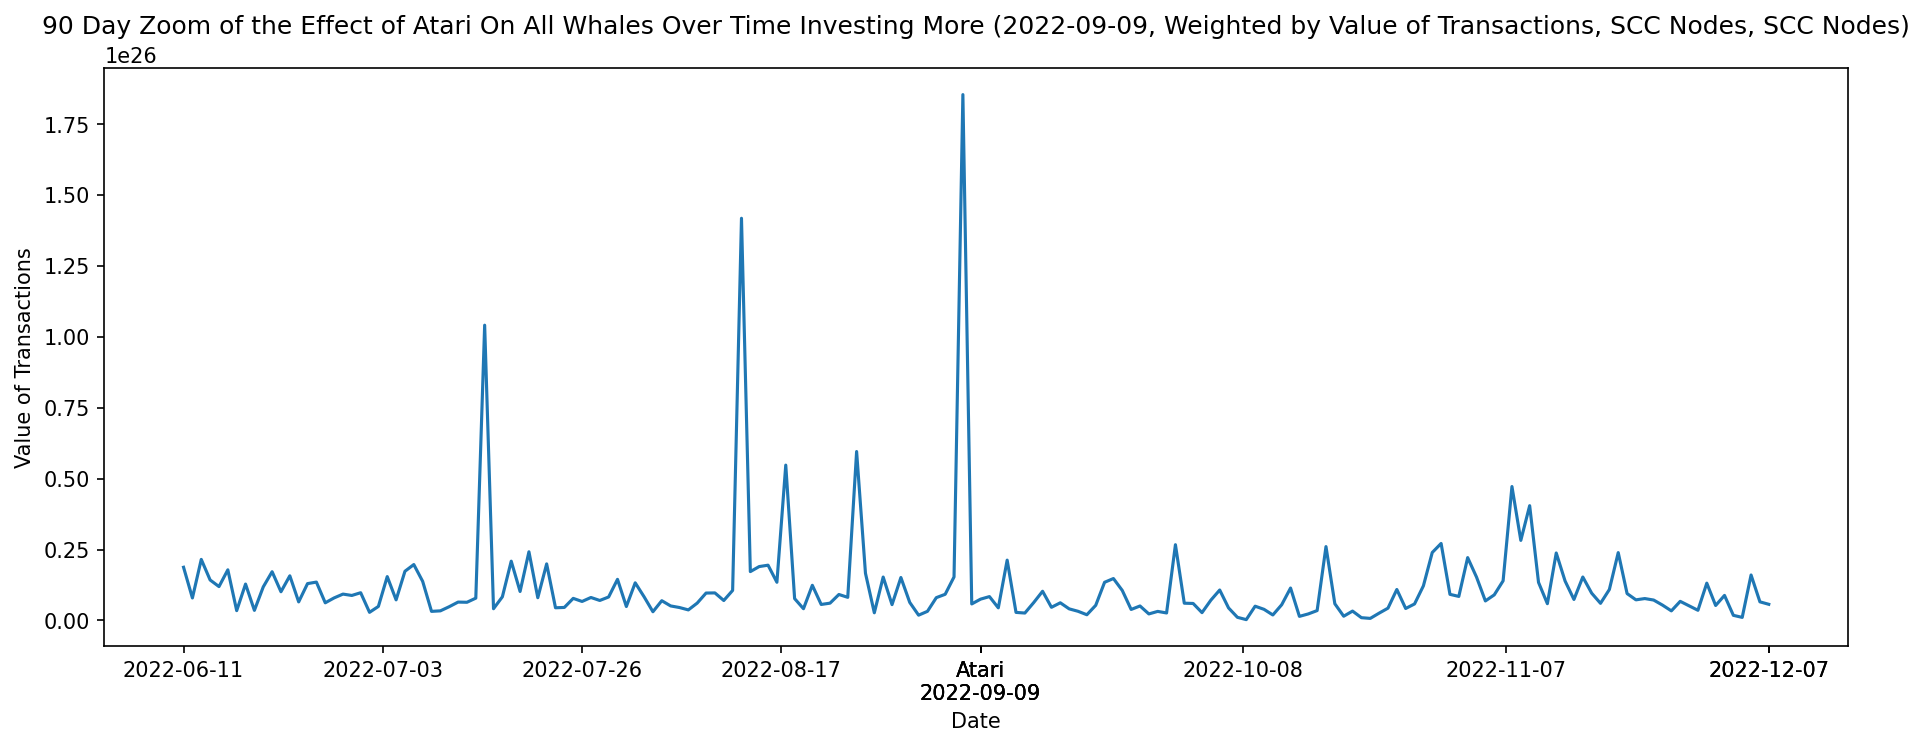 90 Day Zoom of the Effect of Atari On All Whales Over Time Investing More (2022-09-09, Weighted by Value of Transactions, SCC Nodes, SCC Nodes)
1e26
1.75
1.50
1.25
1.00
0.75
0.50
0.25
0.00
Value of Transactions
2022-06-11 2022-07-03 2022-07-26 2022-08-17 Atari 2022-10-08 2022-11-07 2022-12-07
2022-09-09
Date